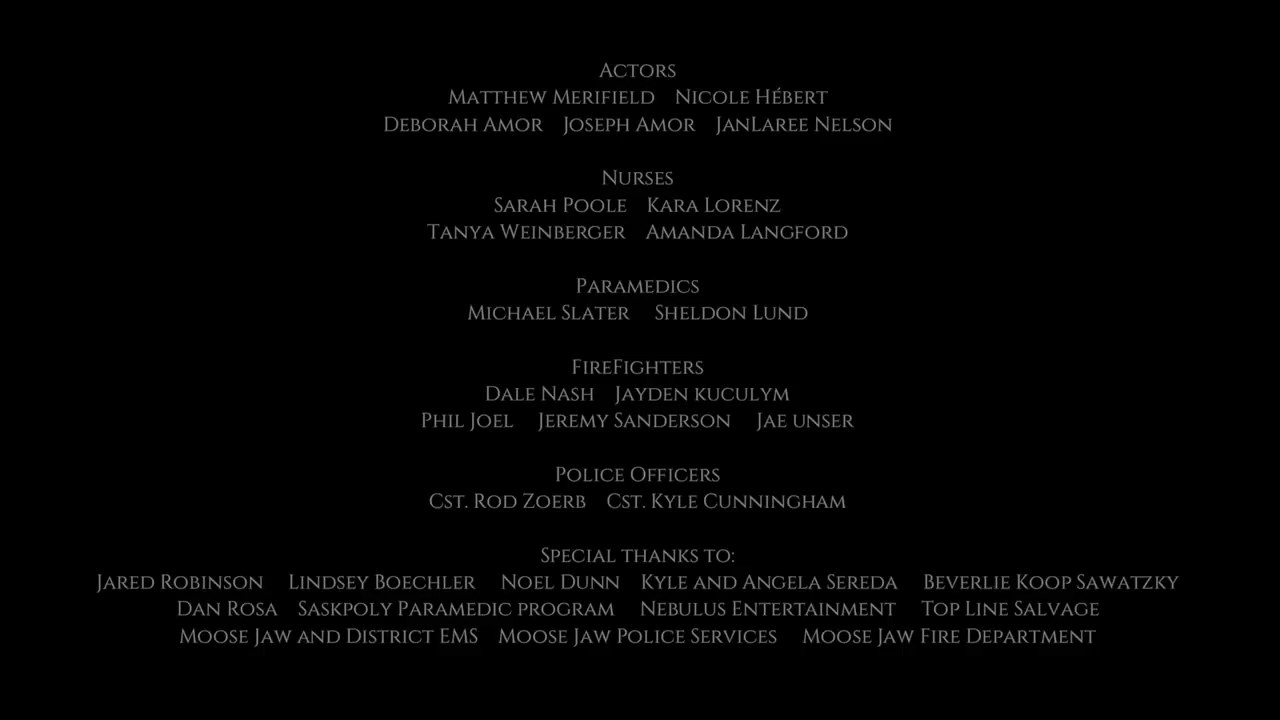 Actors
Matthew Merifield Nicole Hébert
Deborah Amor Joseph Amor JanLaree Nelson
Nurses
Sarah Poole Kara Lorenz
Tanya Weinberger Amanda Langford
Paramedics
Michael Slater Sheldon Lund
FireFighters
Dale Nash Jayden kuculym
Phil Joel Jeremy Sanderson Jae unser
Police Officers
Cst. Rod Zoerb Cst. Kyle Cunningham
Special thanks to:
Jared Robinson Lindsey Boechler Noel Dunn Kyle and Angela Sereda Beverlie Koop Sawatzky
Dan Rosa Saskpoly Paramedic program Nebulus Entertainment Top Line Salvage
Moose Jaw and District EMS Moose Jaw Police Services Moose Jaw Fire Department